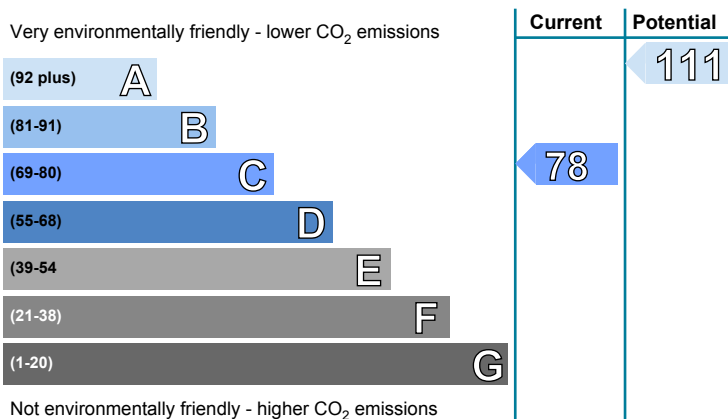 Very environmentally friendly - lower CO2 emissions
Current
Potential
(92 plus) A
111
(81-91) B
(69-80) C
78
(55-68) D
(39-54 E
(21-38) F
(1-20) G
Not environmentally friendly - higher CO2 emissions